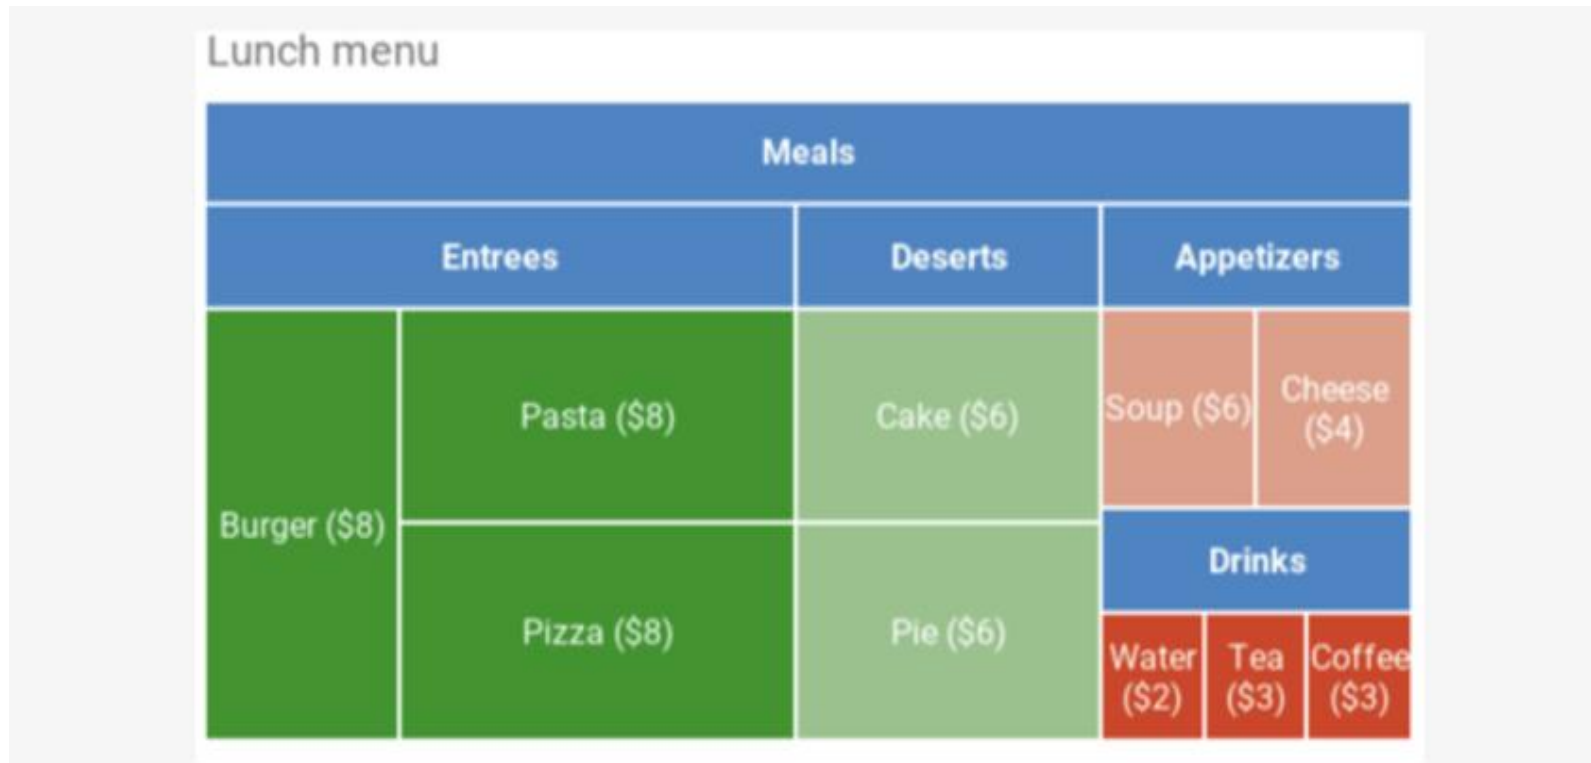 Lunch menu
Meals
Entrees
Deserts
Appetizers
Burger ($8)
Pasta ($8)
Pizza ($8)
Cake ($6)
Pie ($6)
Soup ($6)
Cheese
($4)
Drinks
Water
($2)
Tea
($3)
Coffee
($3)